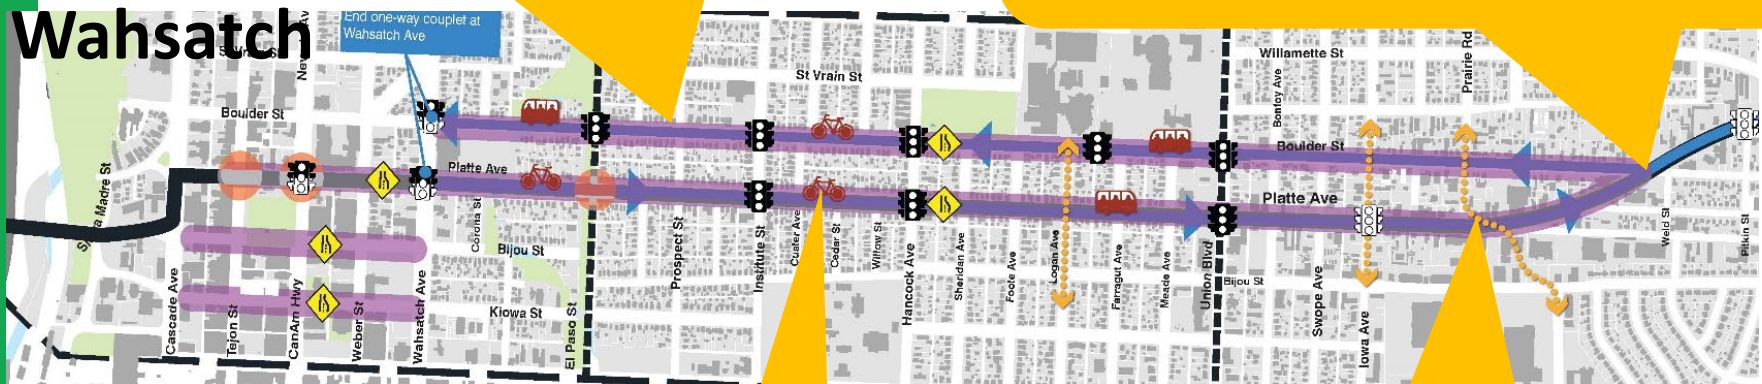 Wahsatch
End one-way couplet at
Wahsatch Ave
St Vrain St
Willamette St
Prairie Rd
Bonfoy Ave
Boulder St
Boulder St
Platte Ave
Platte Ave
Sierra Madre St
Corona St
Bijou St
Prospect St
Institute St
Custer Ave
Cedar St
Willow St
Hancock Ave
Sheridan Ave
Foote Ave
Logan Ave
Farragut Ave
Meade Ave
Union Blvd
Bijou St
Swope Ave
Iowa Ave
Weld St
Pitkin St
Cascade Ave
Tejon St
CanAm Hwy
Weber St
Wahsatch Ave
Kiowa St
El Paso St